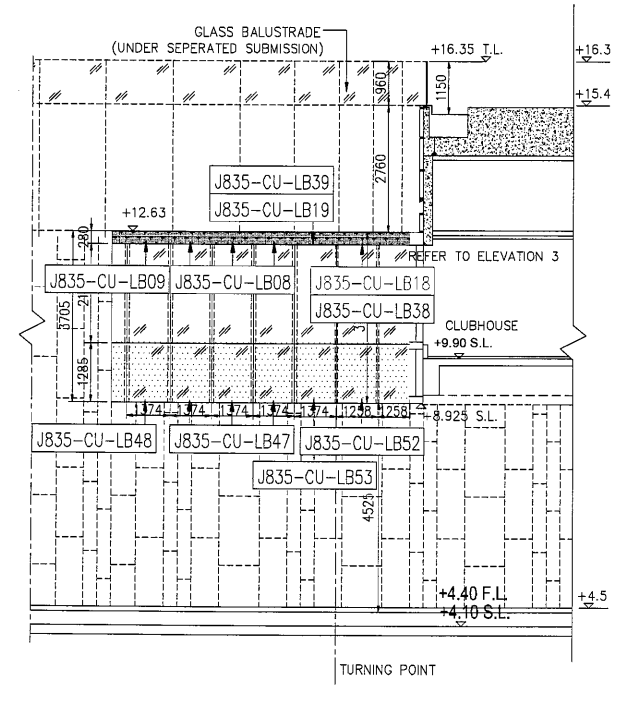 GLASS BALUSTRADE
(UNDER SEPERATED SUBMISSION)
+16.35 T.L.
+16.3
960
1150
+15.4
2760
J835-CU-LB39
J835-CU-LB19
+12.63
280
REFER TO ELEVATION 3
J835-CU-LB09
J835-CU-LB08
J835-CU-LB18
J835-CU-LB38
3705
CLUBHOUSE
+9.90 S.L.
1285
1374
1374
1374
1374
1374
1258
1258
+8.925 S.L.
J835-CU-LB48
J835-CU-LB47
J835-CU-LB52
J835-CU-LB53
4525
+4.40 F.L.
+4.10 S.L.
+4.5
TURNING POINT